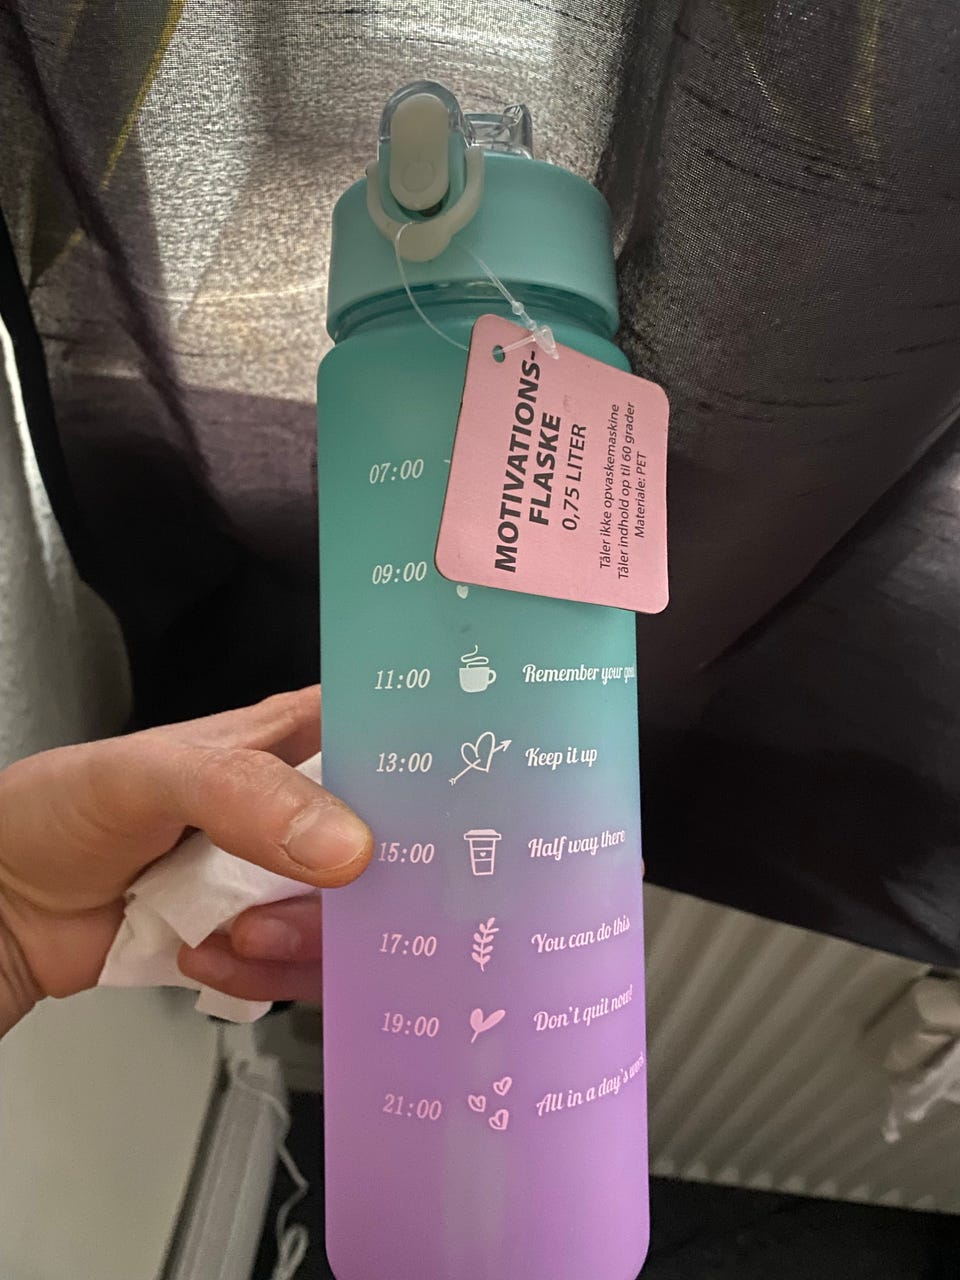 MOTIVATIONS-
FLASKE
0,75 LITER
Tåler ikke opvaskemaskine
Tåler indhold op til 60 grader
Materiale: PET
07:00
09:00
11:00 Remember your
13:00 Keep it up
15:00 Half way there
17:00 You can do this
19:00 Don't quit now!
21:00 All in a day's work